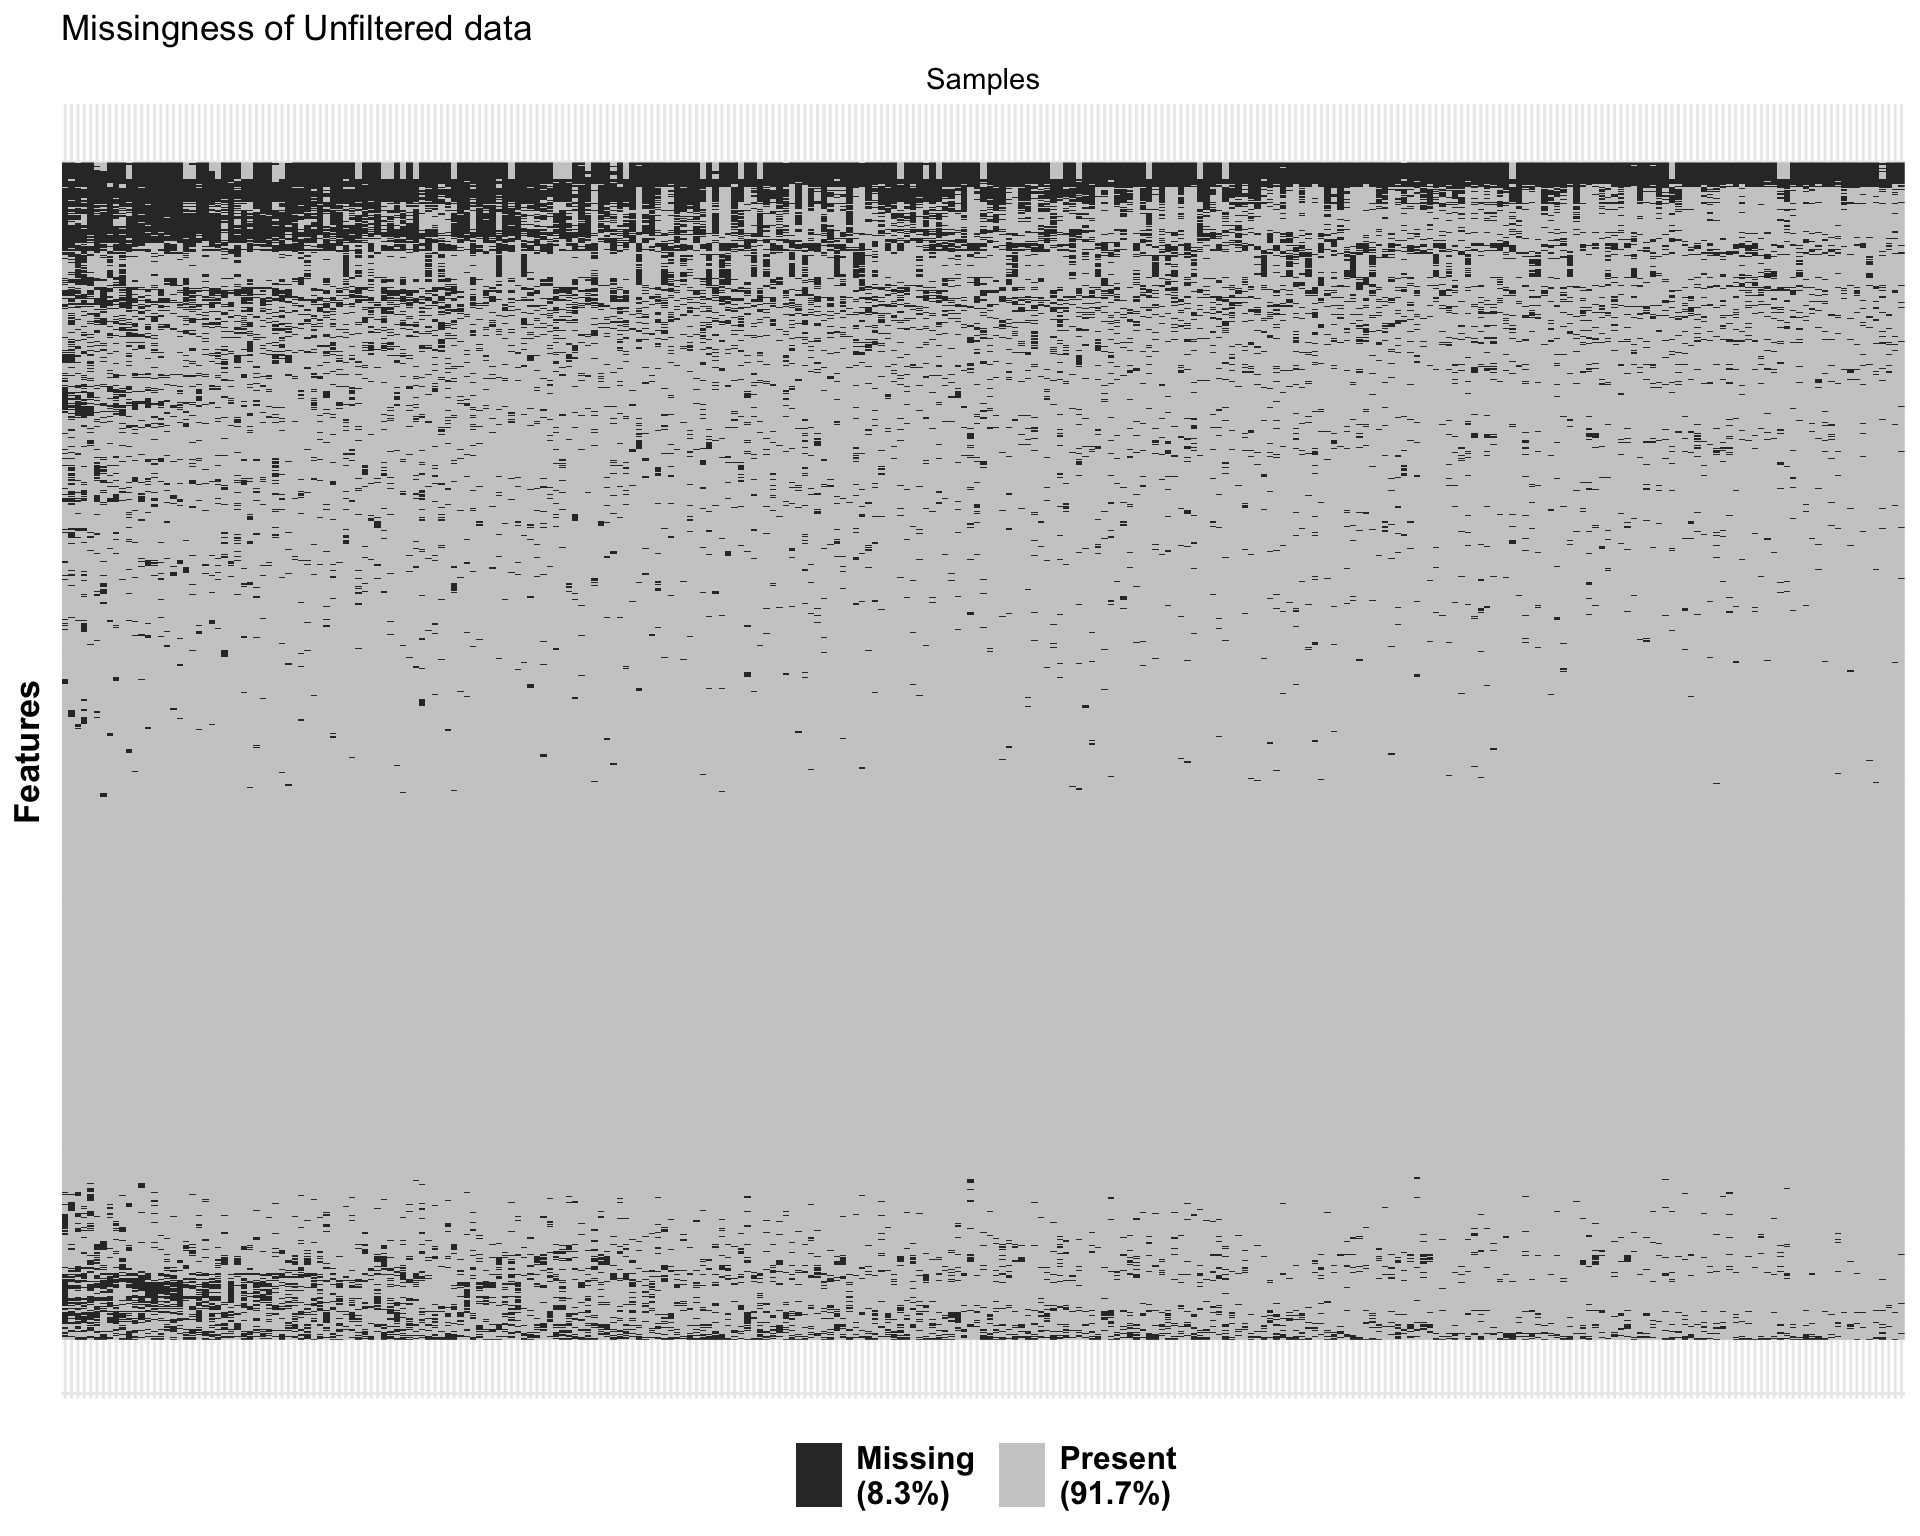 Missingness of Unfiltered data
Samples
Features
Missing
(8.3%)
Present
(91.7%)